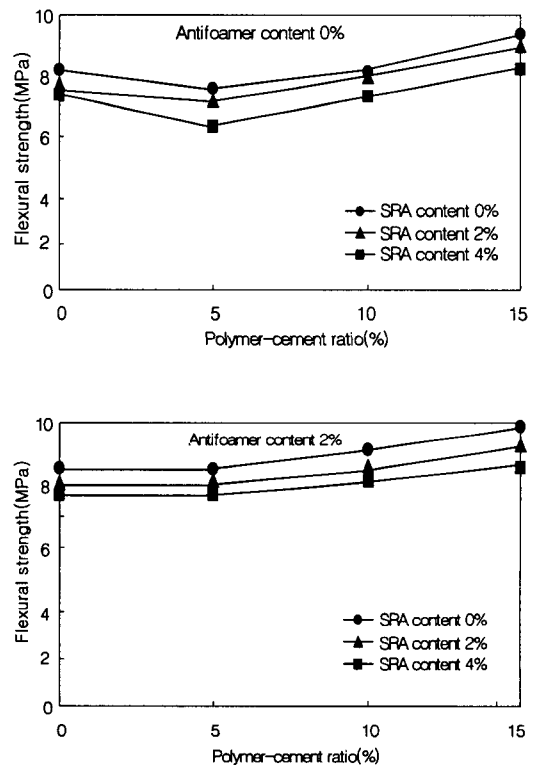 Antifoamer content 0%
10
8
6
4
2
0
Flexural strength(MPa)
SRA content 0%
SRA content 2%
SRA content 4%
0 5 10 15
Polymer-cement ratio(%)
Antifoamer content 2%
10
8
6
4
2
0
Flexural strength(MPa)
SRA content 0%
SRA content 2%
SRA content 4%
0 5 10 15
Polymer-cement ratio(%)